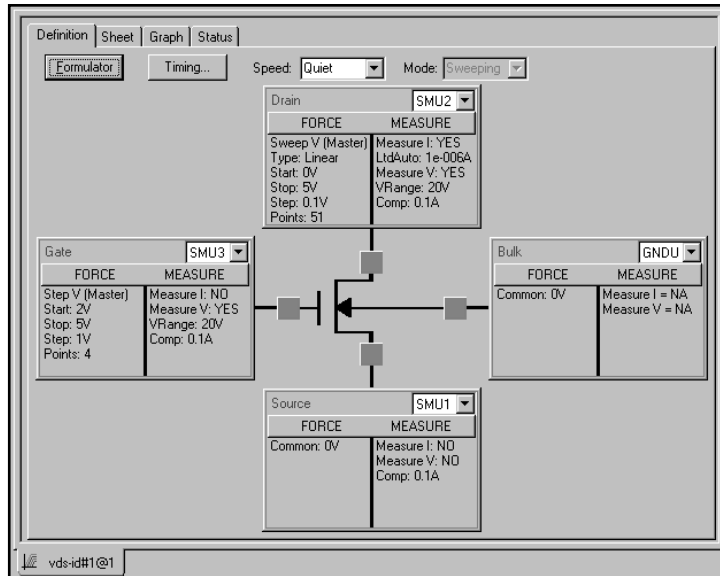 Definition Sheet Graph Status
Formulator Timing... Speed: Quiet Mode: Sweeping
Drain SMU2
FORCE MEASURE
Sweep V (Master) Measure I: YES
Type: Linear LtdAuto: 1e-006A
Start: 0V Measure V: YES
Stop: 5V VRange: 20V
Step: 0.1V Comp: 0.1A
Points: 51
Gate SMU3
FORCE MEASURE
Step V (Master) Measure I: NO
Start: 2V Measure V: YES
Stop: 5V VRange: 20V
Step: 1V Comp: 0.1A
Points: 4
Bulk GNDU
FORCE MEASURE
Common: 0V Measure I = NA
Measure V = NA
Source SMU1
FORCE MEASURE
Common: 0V Measure I: NO
Measure V: NO
Comp: 0.1A
vds-id#1@1